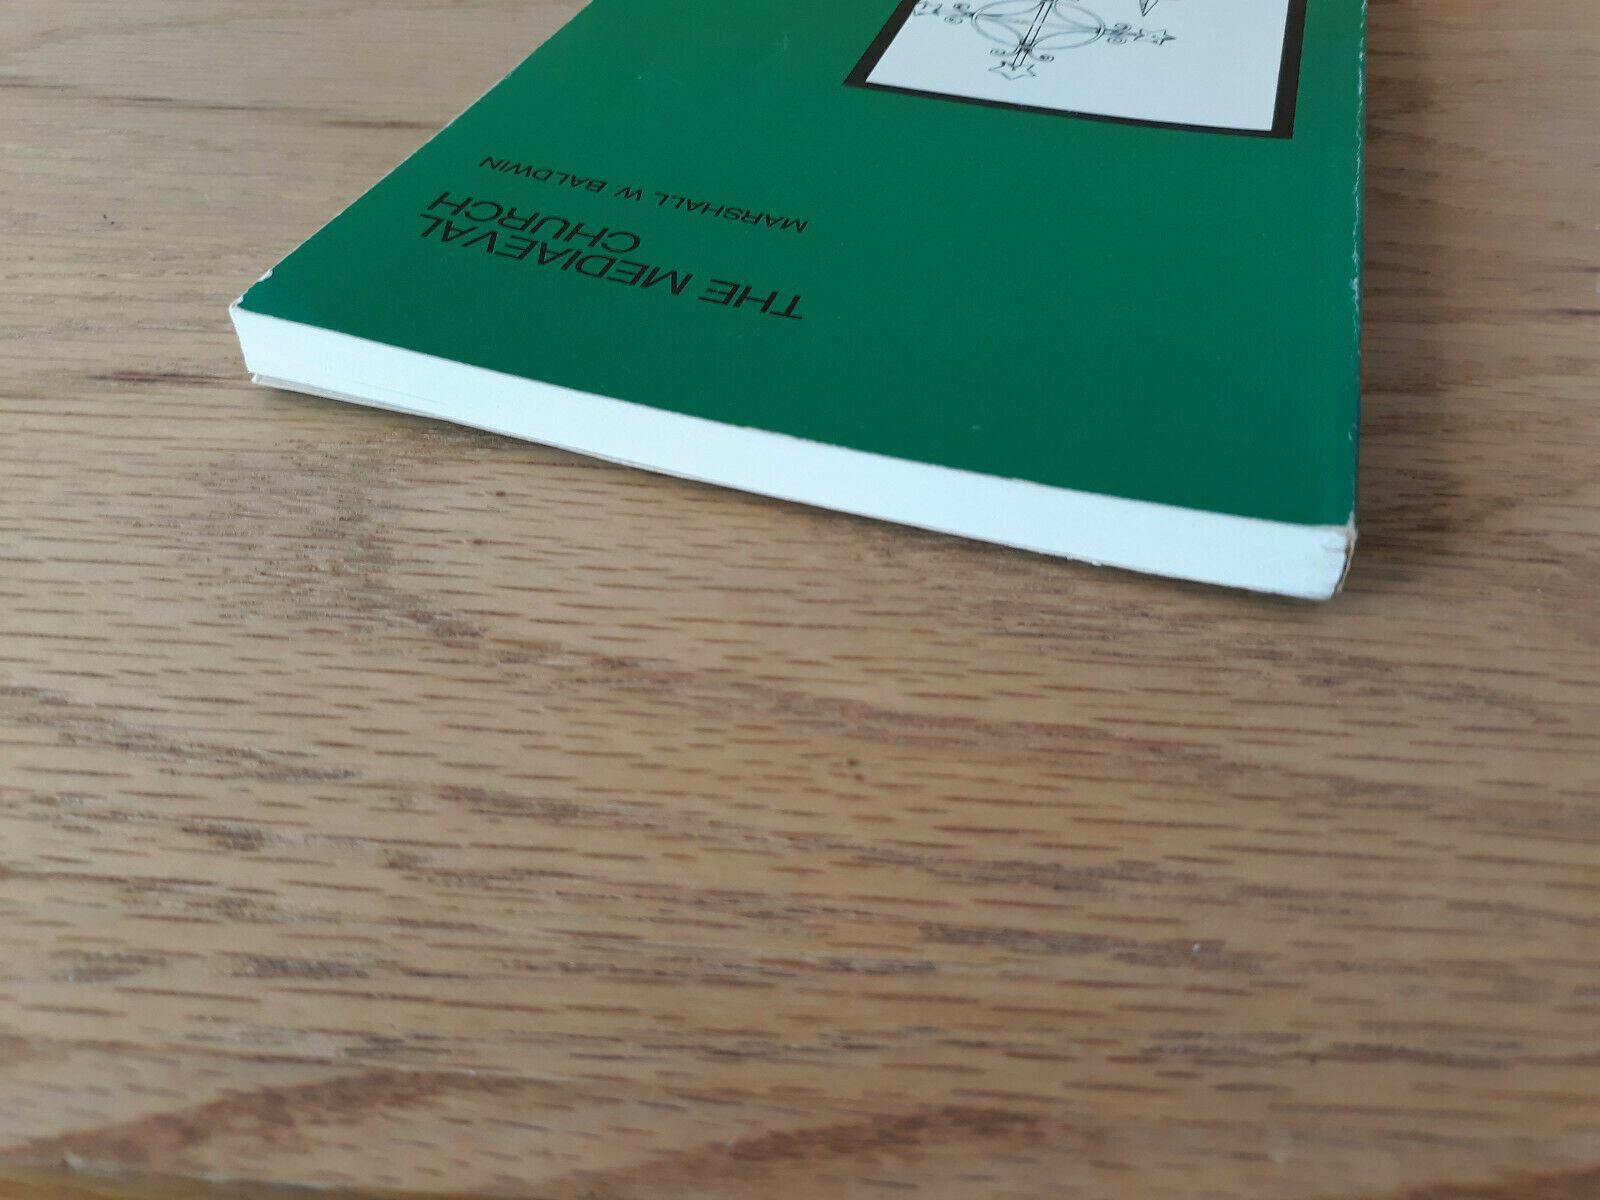 THE MEDIAEVAL
CHURCH
MARSHALL W. BALDWIN